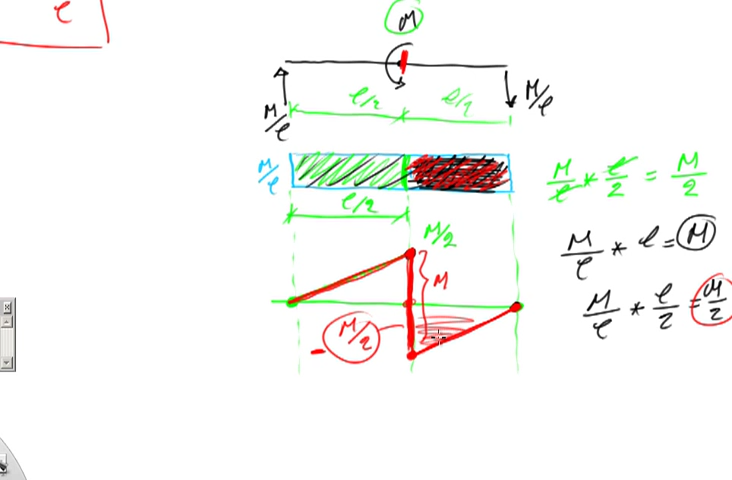 e
M
M/e
e/2
e/2
M/e
M/e
M/e * e/2 = M/2
e/2
M/2
M/e * e = M
M
M/e * e/2 = M/2
- M/2